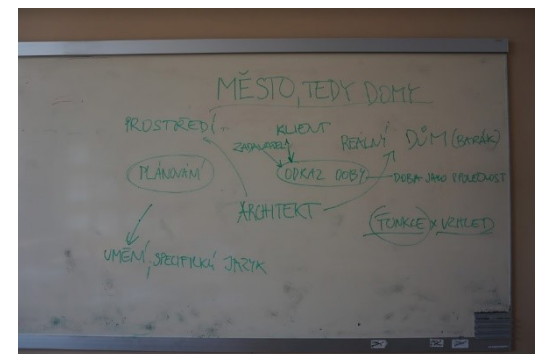 MĚSTO, TEDY DOMY
PROSTŘEDÍ
KLIENT
ZADAVATEL
REÁLNÍ DŮM (BARÁK)
PLÁNOVÁNÍ
ODKAZ DOBY — DOBA JAKO SPOLEČNOST
ARCHITEKT
FUNKCE x VZHLED
UMĚNÍ, SPECIFICKÝ JAZYK